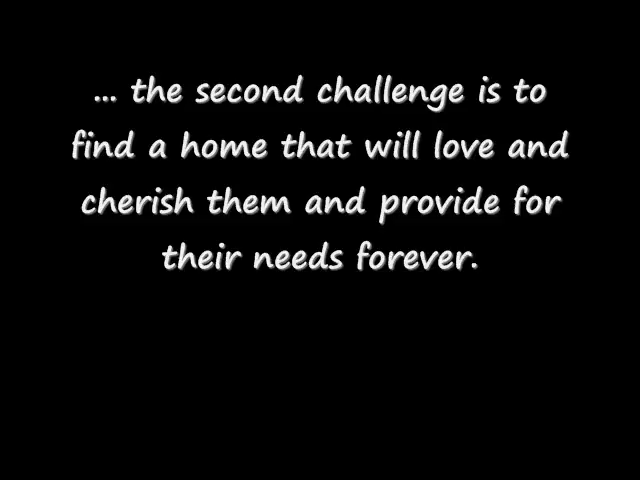 ... the second challenge is to
find a home that will love and
cherish them and provide for
their needs forever.